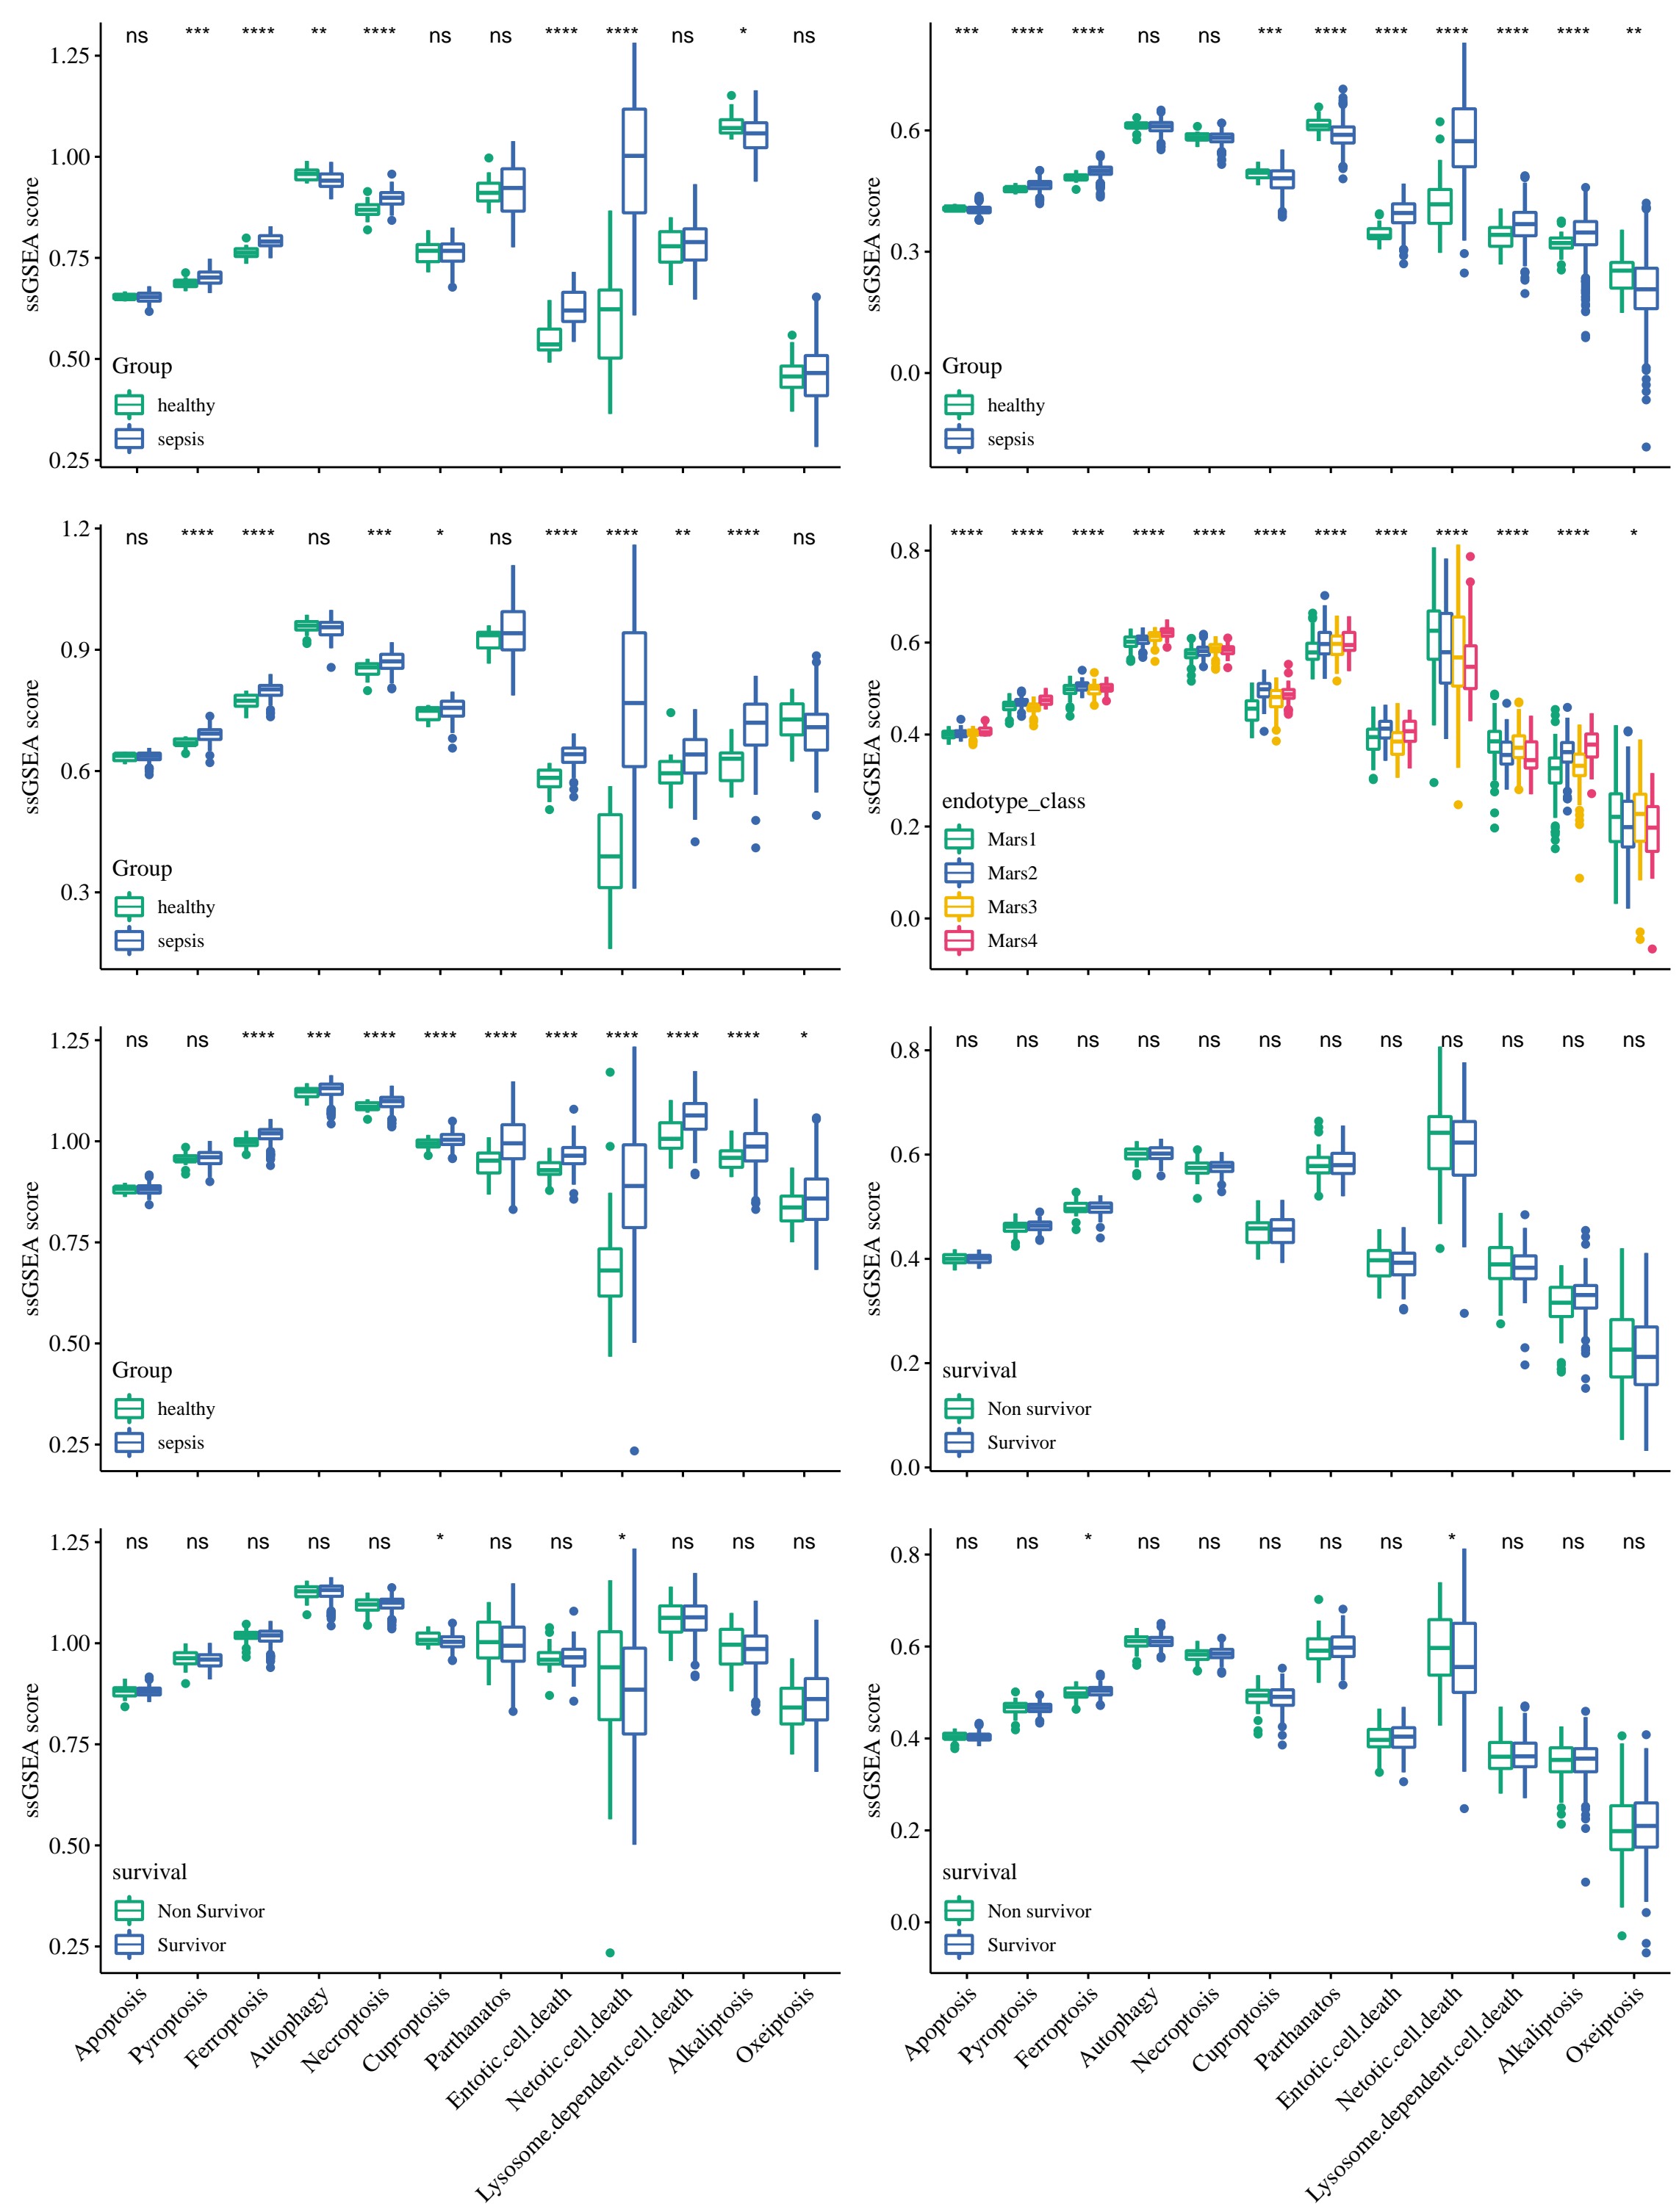 ns *** **** ** **** ns ns **** **** ns * ns
1.25
1.00
0.75
0.50
0.25
ssGSEA score
Group
healthy
sepsis
*** **** **** ns ns *** **** **** **** **** **** **
0.6
0.3
0.0
ssGSEA score
Group
healthy
sepsis
ns **** **** ns *** * ns **** **** ** **** ns
1.2
0.9
0.6
0.3
ssGSEA score
Group
healthy
sepsis
**** **** **** **** **** **** **** **** **** **** **** *
0.8
0.6
0.4
0.2
0.0
ssGSEA score
endotype_class
Mars1
Mars2
Mars3
Mars4
ns ns **** *** **** **** **** **** **** **** **** *
1.25
1.00
0.75
0.50
0.25
ssGSEA score
Group
healthy
sepsis
ns ns ns ns ns ns ns ns ns ns ns ns
0.8
0.6
0.4
0.2
0.0
ssGSEA score
survival
Non survivor
Survivor
ns ns ns ns ns * ns ns * ns ns ns
1.25
1.00
0.75
0.50
0.25
ssGSEA score
survival
Non Survivor
Survivor
Apoptosis
Pyroptosis
Ferroptosis
Autophagy
Necroptosis
Cuproptosis
Parthanatos
Entotic.cell.death
Netotic.cell.death
Lysosome.dependent.cell.death
Alkaliptosis
Oxeiptosis
ns ns * ns ns ns ns ns * ns ns ns
0.8
0.6
0.4
0.2
0.0
ssGSEA score
survival
Non survivor
Survivor
Apoptosis
Pyroptosis
Ferroptosis
Autophagy
Necroptosis
Cuproptosis
Parthanatos
Entotic.cell.death
Netotic.cell.death
Lysosome.dependent.cell.death
Alkaliptosis
Oxeiptosis